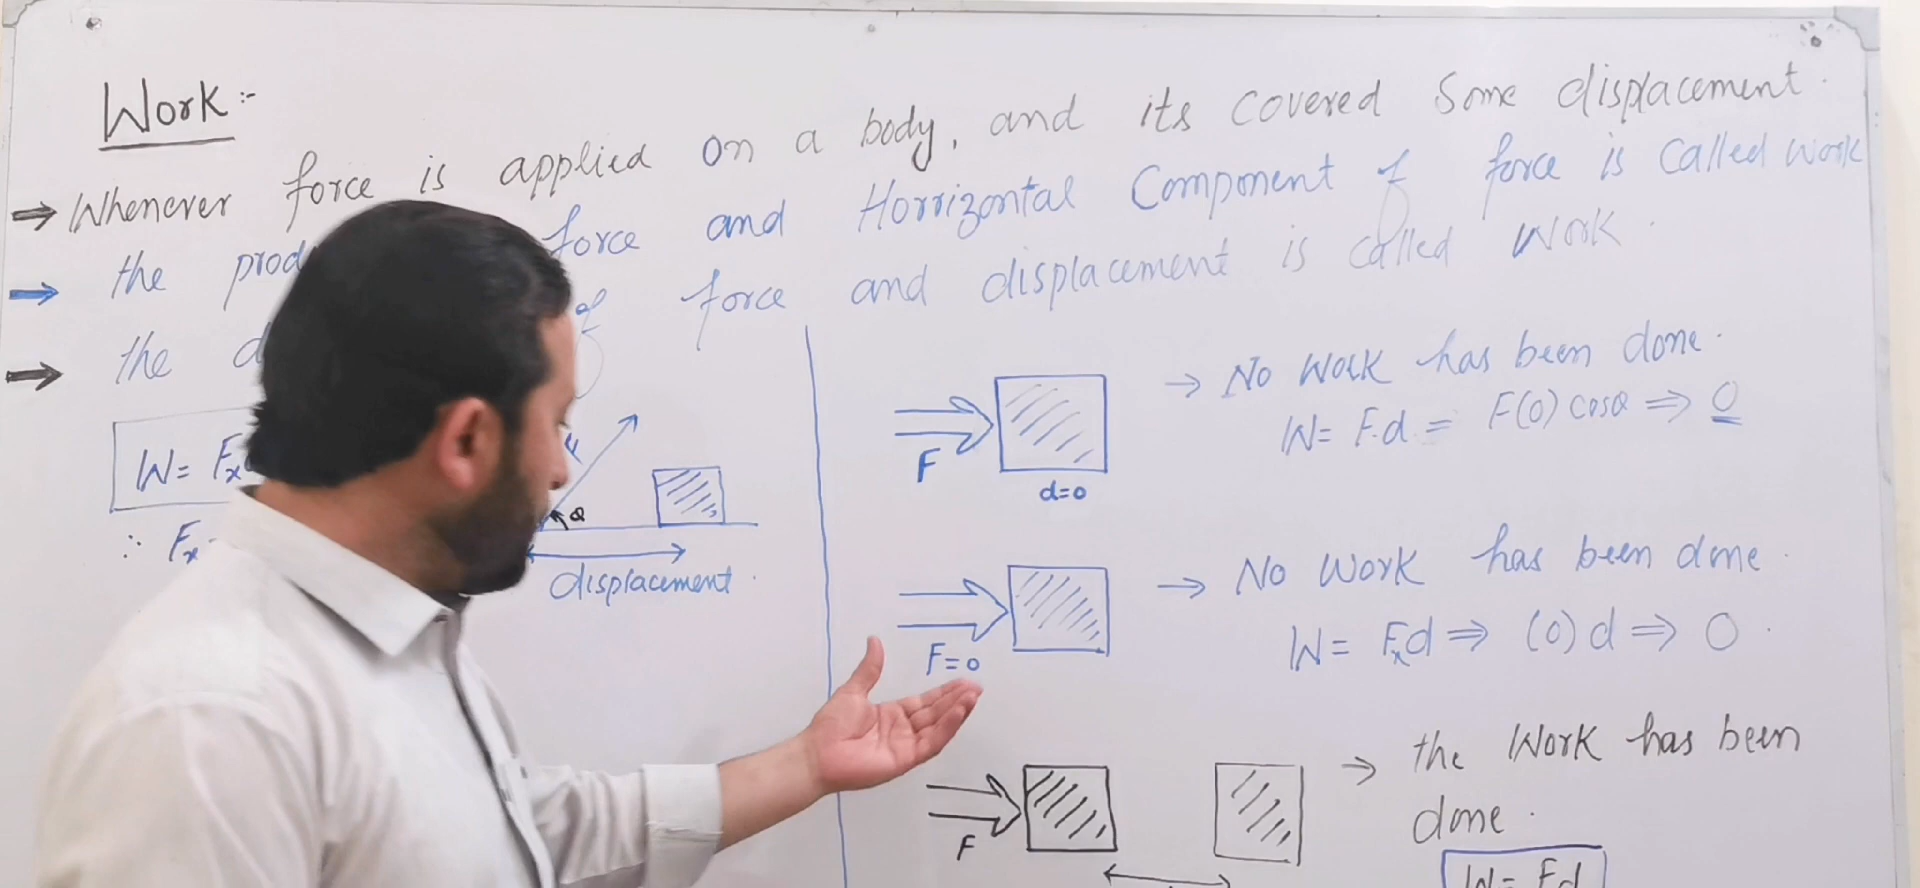 Work:-
⇒ Whenever force is applied on a body, and its covered some displacement.
→ the force and Horrizontal Component of force is called work
→ the of force and displacement is called Work.
W= Fx
∴ Fx
F
θ
displacement.
F
d=0
→ No Work has been done.
W= F.d = F(0) cosθ ⇒ 0
F=0
→ No Work has been done.
W= Fxd ⇒ (0)d ⇒ 0.
F
→ the Work has been
done.
W= Fd